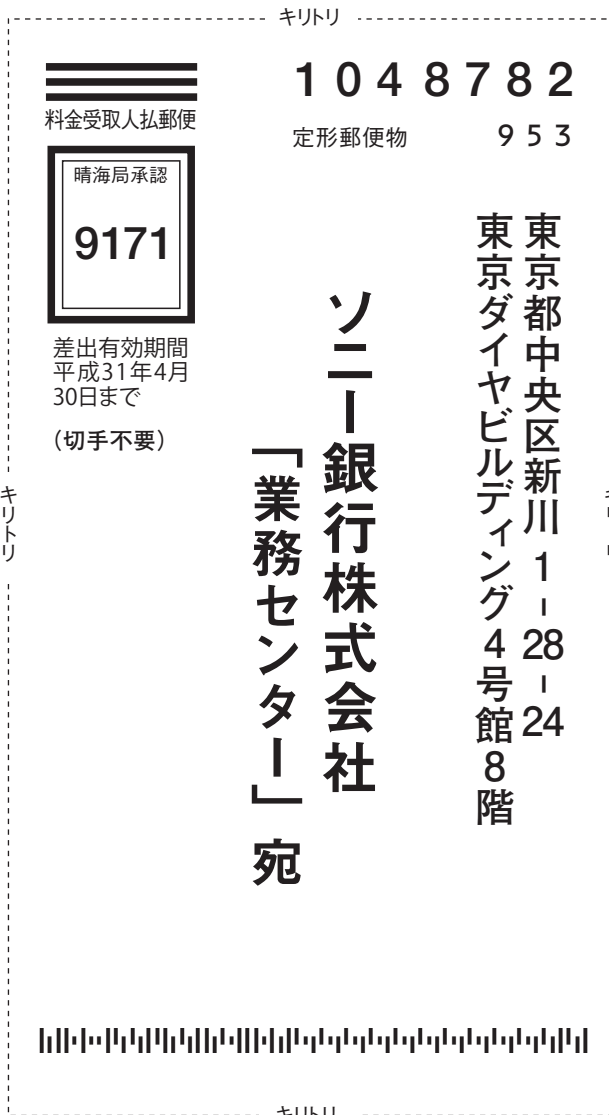 キリトリ
1048782
料金受取人払郵便
定形郵便物 953
晴海局承認
9171
差出有効期間
平成31年4月
30日まで
（切手不要）
東京都中央区新川1-28-24
東京ダイヤビルディング4号館8階
ソニー銀行株式会社
「業務センター」宛
キリトリ
キリトリ